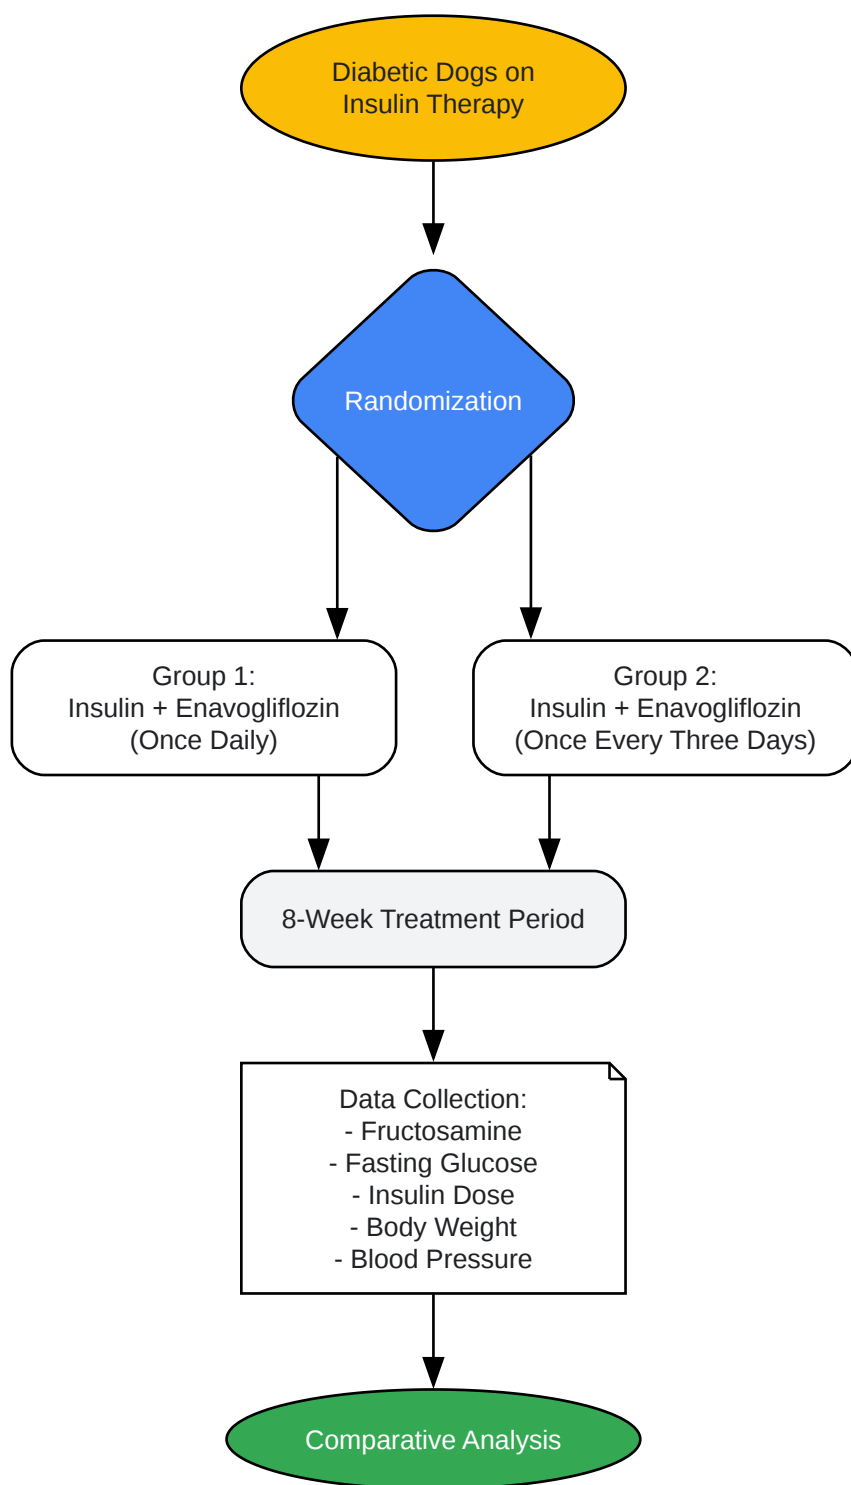 Diabetic Dogs on
Insulin Therapy
Randomization
Group 1:
Insulin + Enavogliflozin
(Once Daily)
Group 2:
Insulin + Enavogliflozin
(Once Every Three Days)
8-Week Treatment Period
Data Collection:
- Fructosamine
- Fasting Glucose
- Insulin Dose
- Body Weight
- Blood Pressure
Comparative Analysis